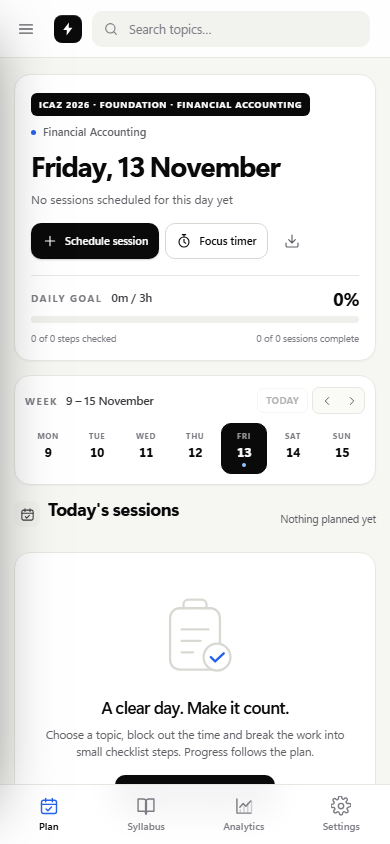 Search topics...
ICAZ 2026 · FOUNDATION · FINANCIAL ACCOUNTING
Financial Accounting
Friday, 13 November
No sessions scheduled for this day yet
Schedule session
Focus timer
DAILY GOAL 0m / 3h 0%
0 of 0 steps checked 0 of 0 sessions complete
WEEK 9 – 15 November TODAY
MON TUE WED THU FRI SAT SUN
9 10 11 12 13 14 15
Today's sessions
Nothing planned yet
A clear day. Make it count.
Choose a topic, block out the time and break the work into
small checklist steps. Progress follows the plan.
Plan Syllabus Analytics Settings